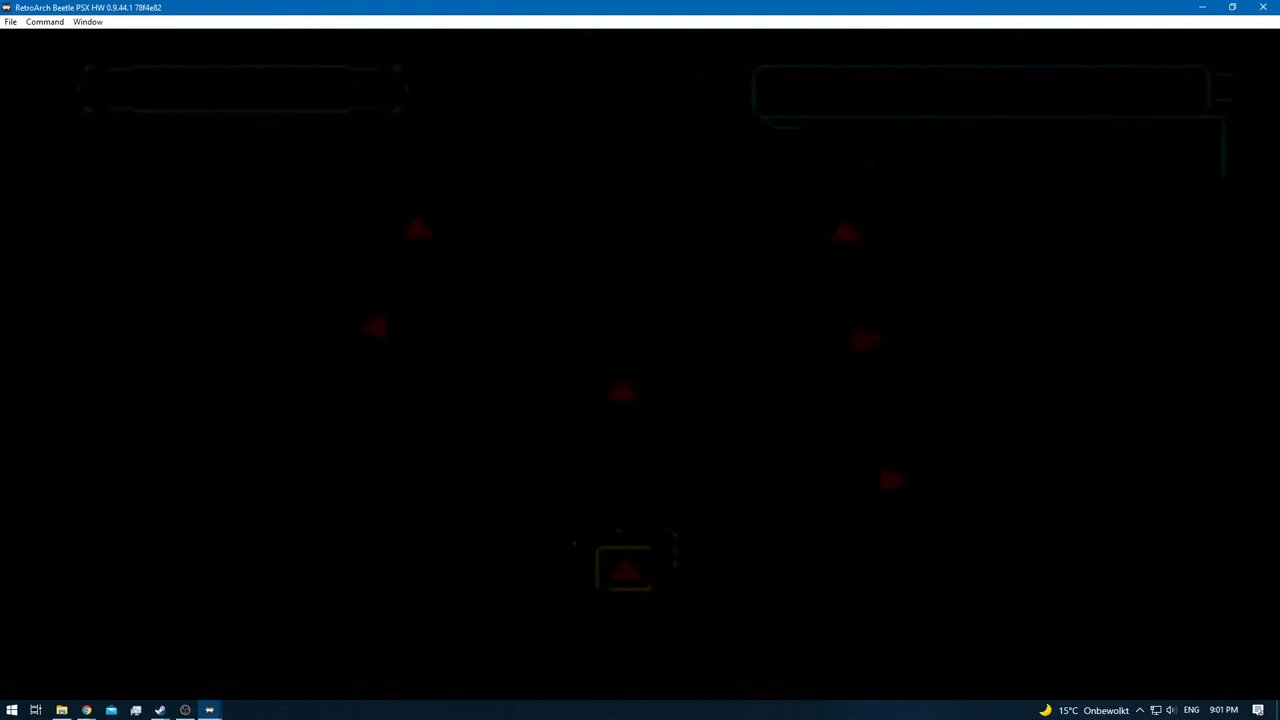 RetroArch Beetle PSX HW 0.9.44.1 78f4e82
File Command Window
15°C Onbewolkt ENG 9:01 PM